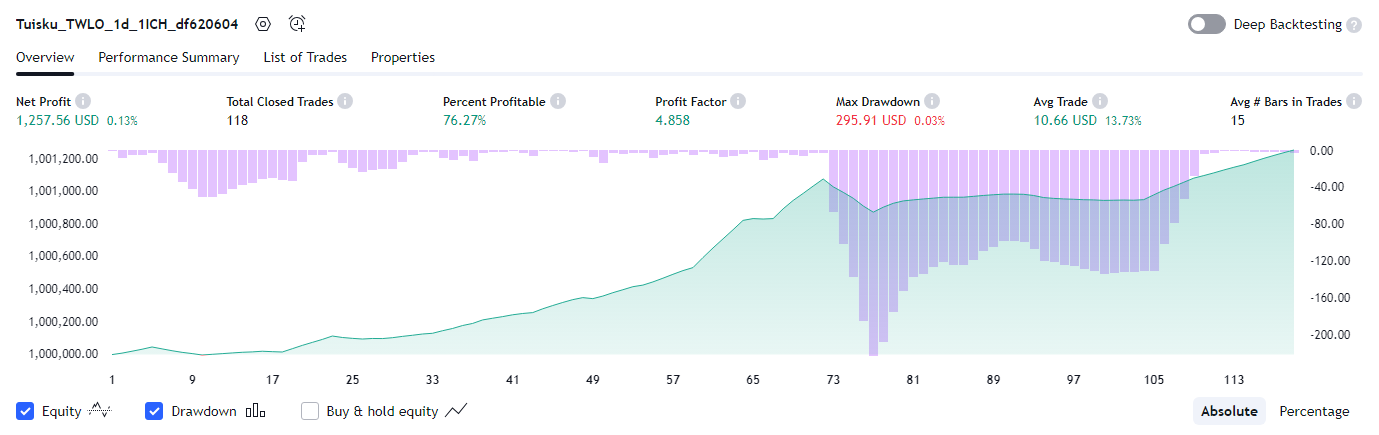 Tuisku_TWLO_1d_1ICH_df620604
Deep Backtesting ?
Overview Performance Summary List of Trades Properties
Net Profit Total Closed Trades Percent Profitable Profit Factor Max Drawdown Avg Trade Avg # Bars in Trades
1,257.56 USD 0.13% 118 76.27% 4.858 295.91 USD 0.03% 10.66 USD 13.73% 15
1,001,200.00 0.00
1,001,000.00 -40.00
1,000,800.00 -80.00
1,000,600.00 -120.00
1,000,400.00 -160.00
1,000,200.00 -200.00
1,000,000.00
1 9 17 25 33 41 49 57 65 73 81 89 97 105 113
Equity Drawdown Buy & hold equity Absolute Percentage